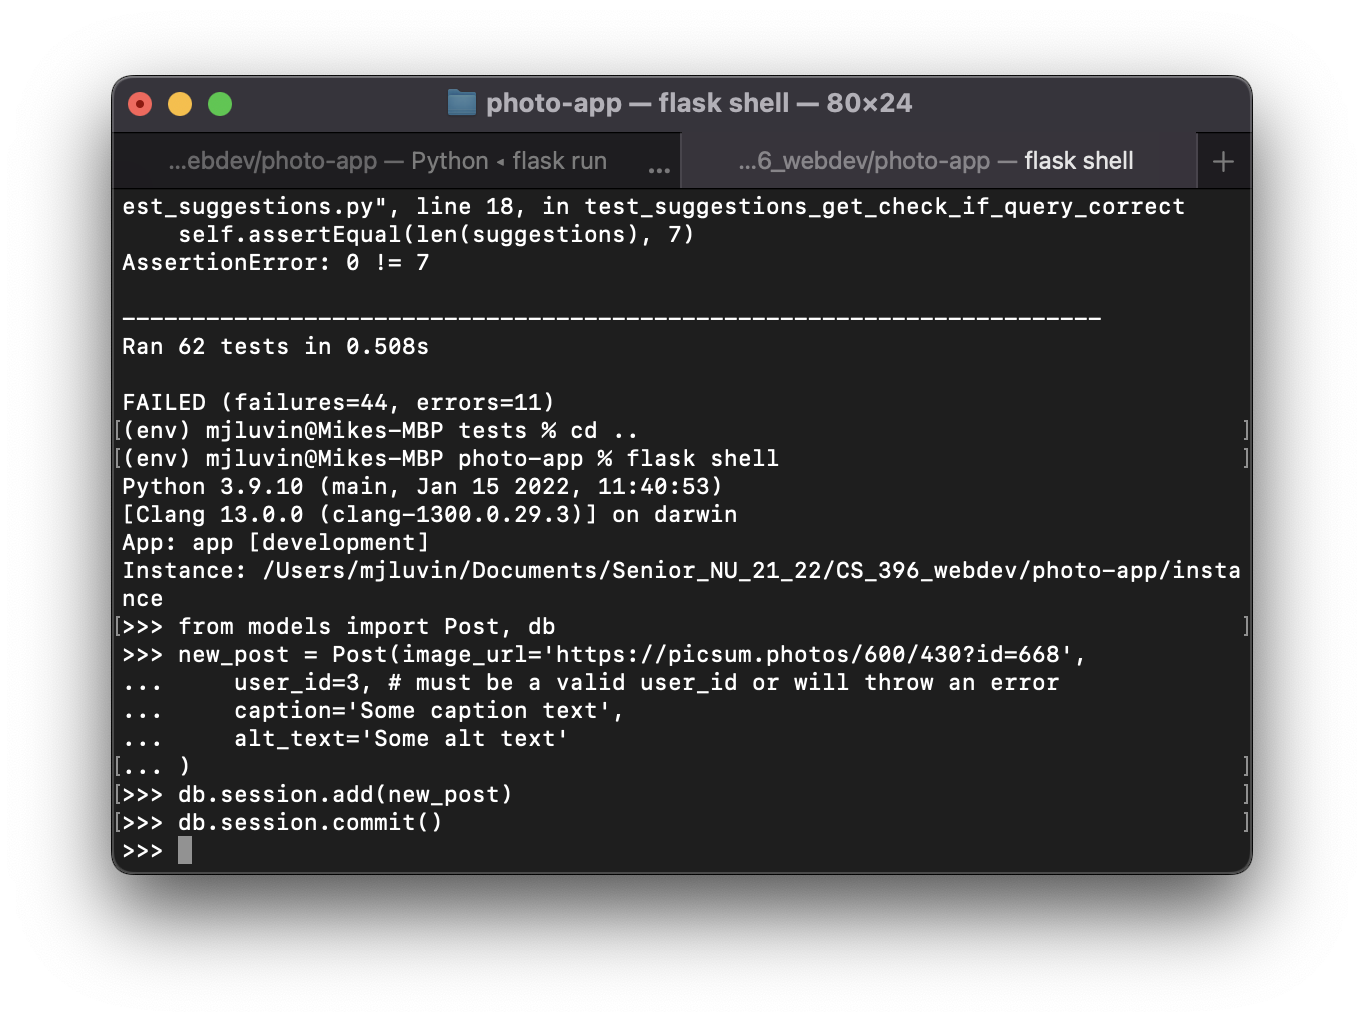 photo-app — flask shell — 80×24
...ebdev/photo-app — Python ◂ flask run ... ...6_webdev/photo-app — flask shell +
est_suggestions.py", line 18, in test_suggestions_get_check_if_query_correct
    self.assertEqual(len(suggestions), 7)
AssertionError: 0 != 7
----------------------------------------------------------------------
Ran 62 tests in 0.508s
FAILED (failures=44, errors=11)
[(env) mjluvin@Mikes-MBP tests % cd .. ]
[(env) mjluvin@Mikes-MBP photo-app % flask shell ]
Python 3.9.10 (main, Jan 15 2022, 11:40:53)
[Clang 13.0.0 (clang-1300.0.29.3)] on darwin
App: app [development]
Instance: /Users/mjluvin/Documents/Senior_NU_21_22/CS_396_webdev/photo-app/insta
nce
[>>> from models import Post, db ]
>>> new_post = Post(image_url='https://picsum.photos/600/430?id=668',
...     user_id=3, # must be a valid user_id or will throw an error
...     caption='Some caption text',
...     alt_text='Some alt text'
[... ) ]
[>>> db.session.add(new_post) ]
[>>> db.session.commit() ]
>>>